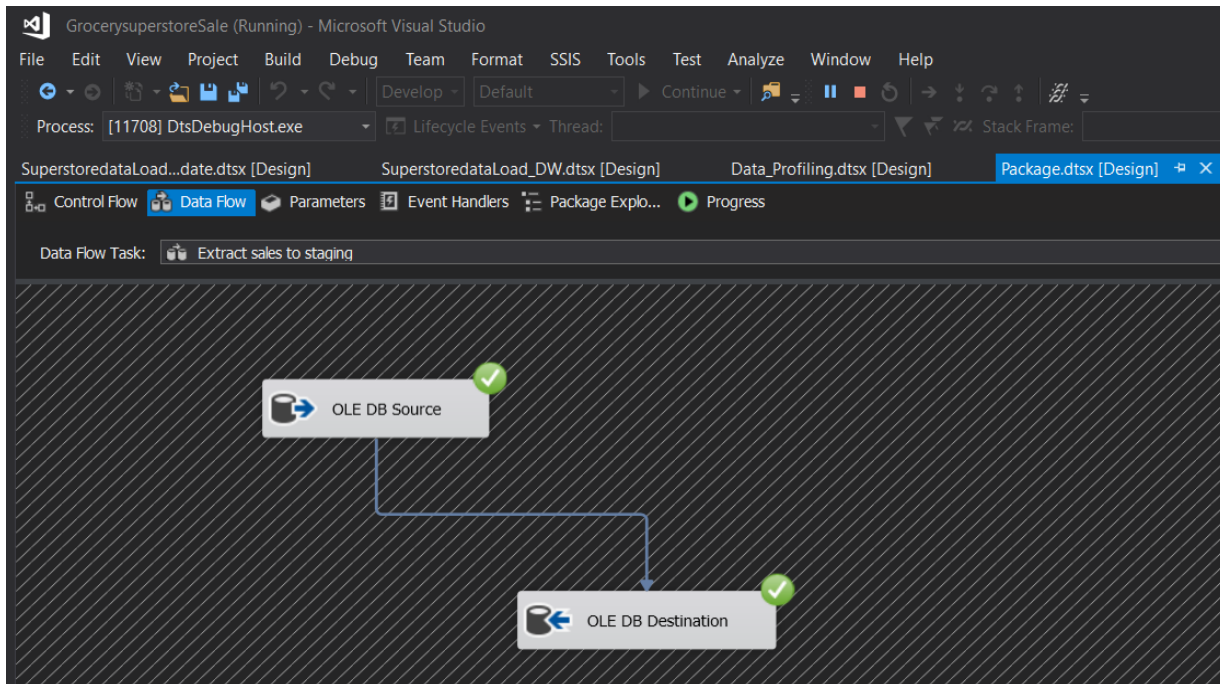 GrocerysuperstoreSale (Running) - Microsoft Visual Studio
File Edit View Project Build Debug Team Format SSIS Tools Test Analyze Window Help
Develop Default Continue
Process: [11708] DtsDebugHost.exe Lifecycle Events Thread: Stack Frame:
SuperstoredataLoad...date.dtsx [Design] SuperstoredataLoad_DW.dtsx [Design] Data_Profiling.dtsx [Design] Package.dtsx [Design]
Control Flow Data Flow Parameters Event Handlers Package Explo... Progress
Data Flow Task: Extract sales to staging
OLE DB Source
OLE DB Destination